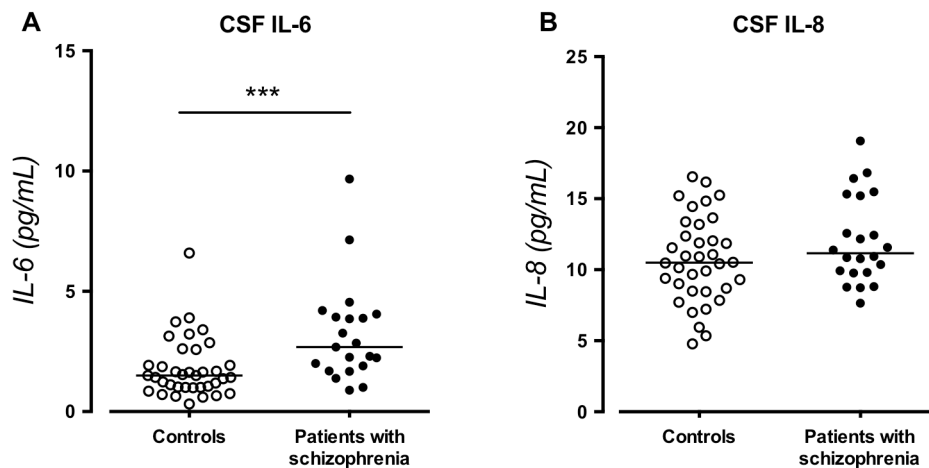 A
CSF IL-6
15
10
5
0
IL-6 (pg/mL)
***
Controls
Patients with
schizophrenia
B
CSF IL-8
25
20
15
10
5
0
IL-8 (pg/mL)
Controls
Patients with
schizophrenia